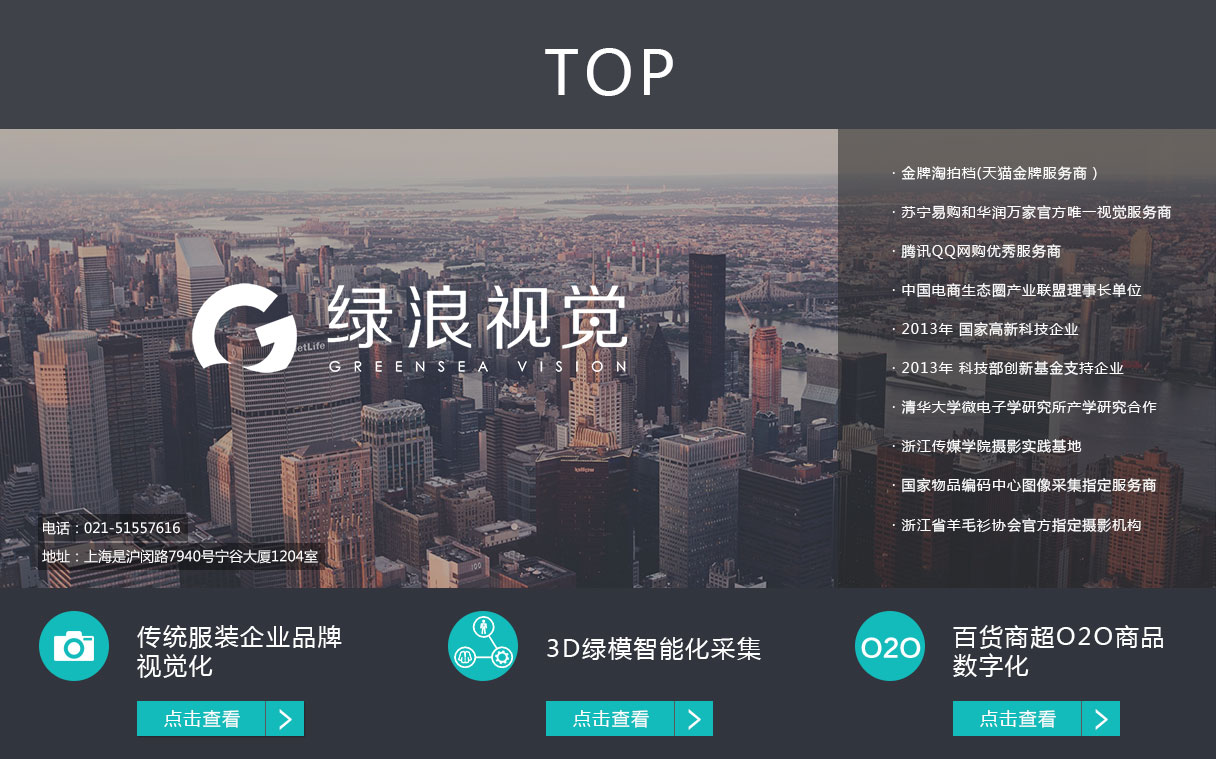 TOP
· 金牌淘拍档(天猫金牌服务商 )
· 苏宁易购和华润万家官方唯一视觉服务商
· 腾讯QQ网购优秀服务商
· 中国电商生态圈产业联盟理事长单位
· 2013年 国家高新科技企业
· 2013年 科技部创新基金支持企业
· 清华大学微电子学研究所产学研究合作
· 浙江传媒学院摄影实践基地
· 国家物品编码中心图像采集指定服务商
· 浙江省羊毛衫协会官方指定摄影机构
绿浪视觉
GREENSEA VISION
etLife
100
电话：021-51557616
地址：上海是沪闵路7940号宁谷大厦1204室
传统服装企业品牌
视觉化
点击查看
3D绿模智能化采集
点击查看
O2O
百货商超O2O商品
数字化
点击查看